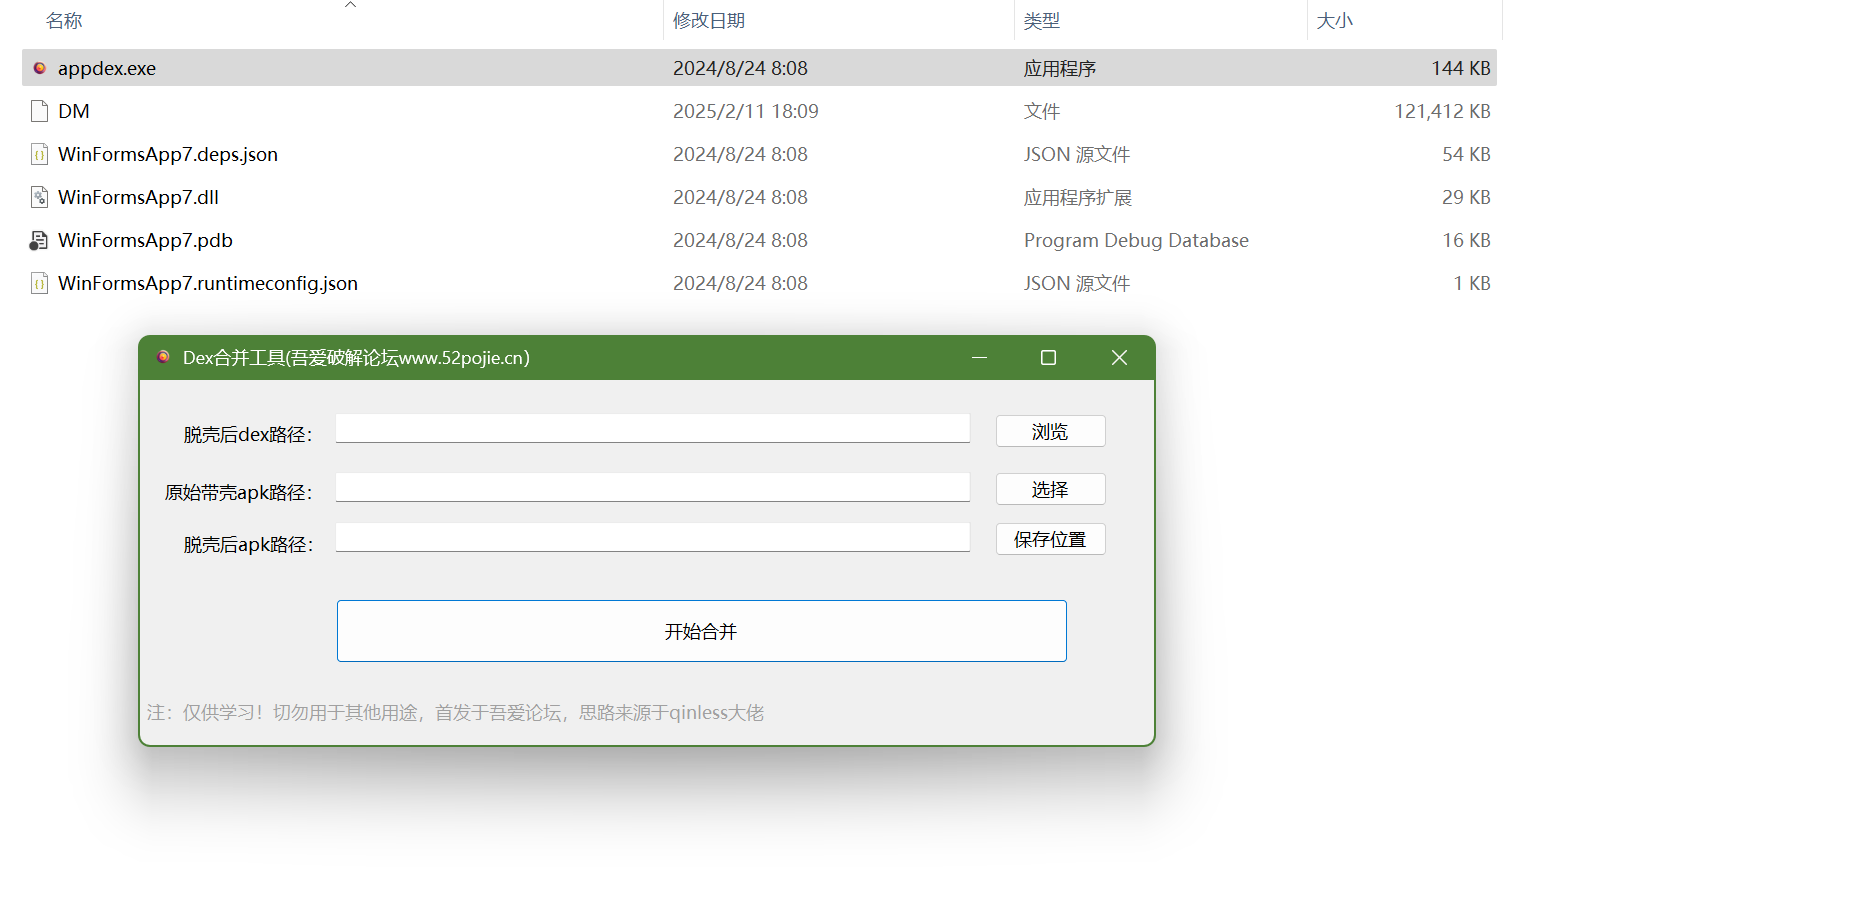 名称 修改日期 类型 大小
appdex.exe 2024/8/24 8:08 应用程序 144 KB
DM 2025/2/11 18:09 文件 121,412 KB
WinFormsApp7.deps.json 2024/8/24 8:08 JSON 源文件 54 KB
WinFormsApp7.dll 2024/8/24 8:08 应用程序扩展 29 KB
WinFormsApp7.pdb 2024/8/24 8:08 Program Debug Database 16 KB
WinFormsApp7.runtimeconfig.json 2024/8/24 8:08 JSON 源文件 1 KB
Dex合并工具(吾爱破解论坛www.52pojie.cn)
脱壳后dex路径: 浏览
原始带壳apk路径: 选择
脱壳后apk路径: 保存位置
开始合并
注：仅供学习！切勿用于其他用途，首发于吾爱论坛，思路来源于qinless大佬